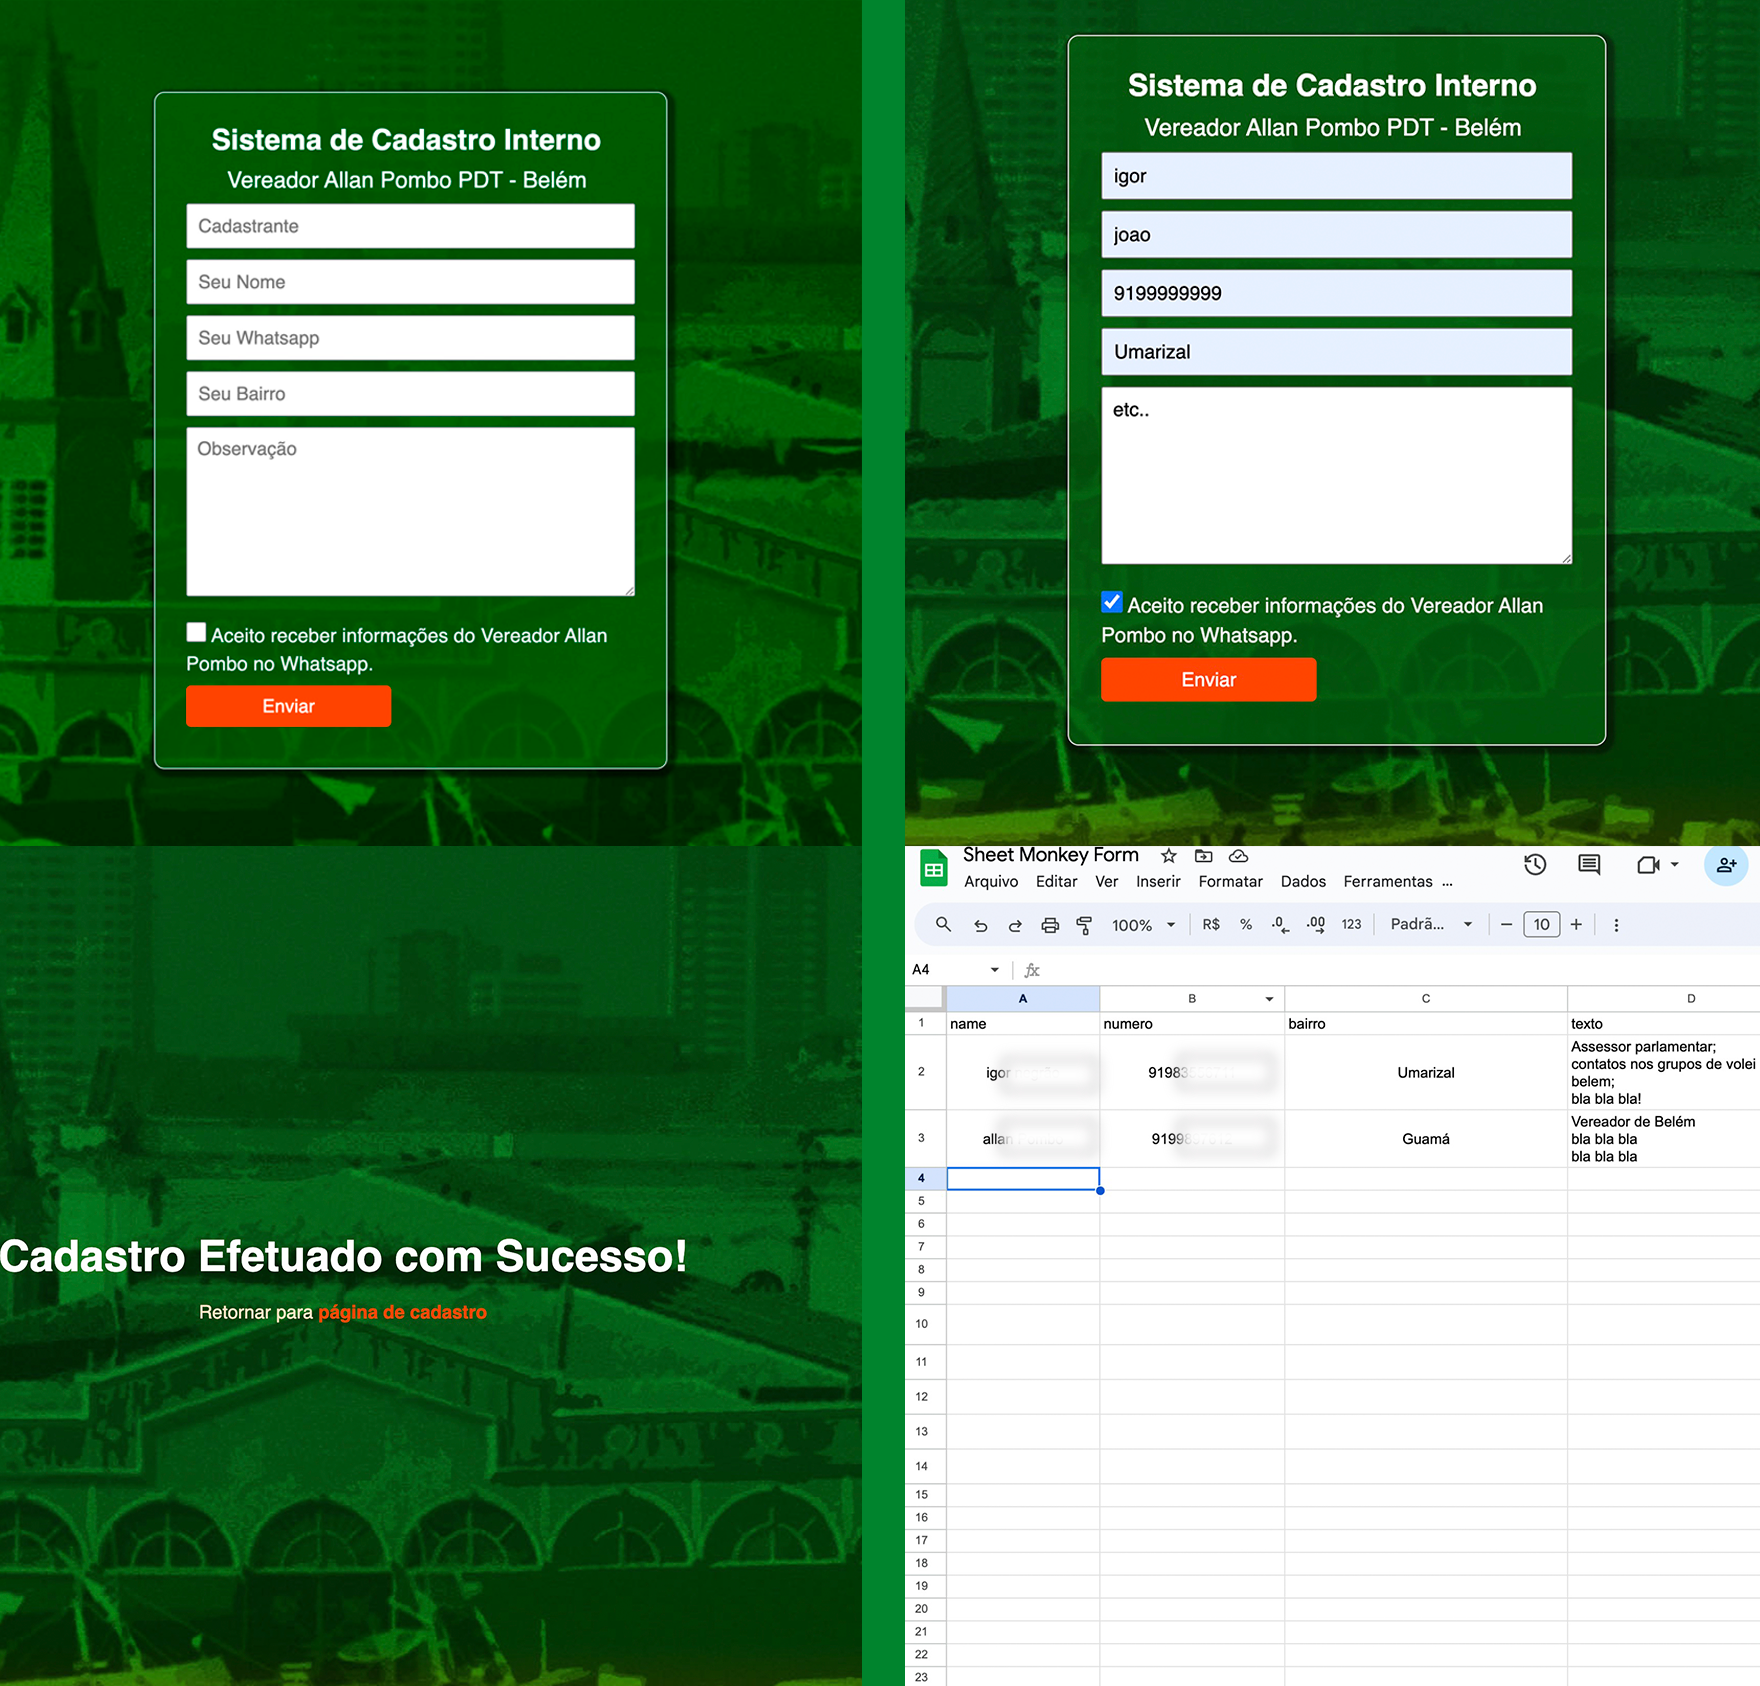 Sistema de Cadastro Interno
Vereador Allan Pombo PDT - Belém
Cadastrante
Seu Nome
Seu Whatsapp
Seu Bairro
Observação
Aceito receber informações do Vereador Allan
Pombo no Whatsapp.
Enviar
Sistema de Cadastro Interno
Vereador Allan Pombo PDT - Belém
igor
joao
9199999999
Umarizal
etc..
Aceito receber informações do Vereador Allan
Pombo no Whatsapp.
Enviar
Cadastro Efetuado com Sucesso!
Retornar para página de cadastro
Sheet Monkey Form
Arquivo Editar Ver Inserir Formatar Dados Ferramentas ...
100% R$ % .0 .00 123 Padrã... 10
A4 fx
A B C D
1 name numero bairro texto
2 igor 91983 Umarizal Assessor parlamentar;
contatos nos grupos de volei
belem;
bla bla bla!
3 allan 9199 Guamá Vereador de Belém
bla bla bla
bla bla bla
4
5
6
7
8
9
10
11
12
13
14
15
16
17
18
19
20
21
22
23